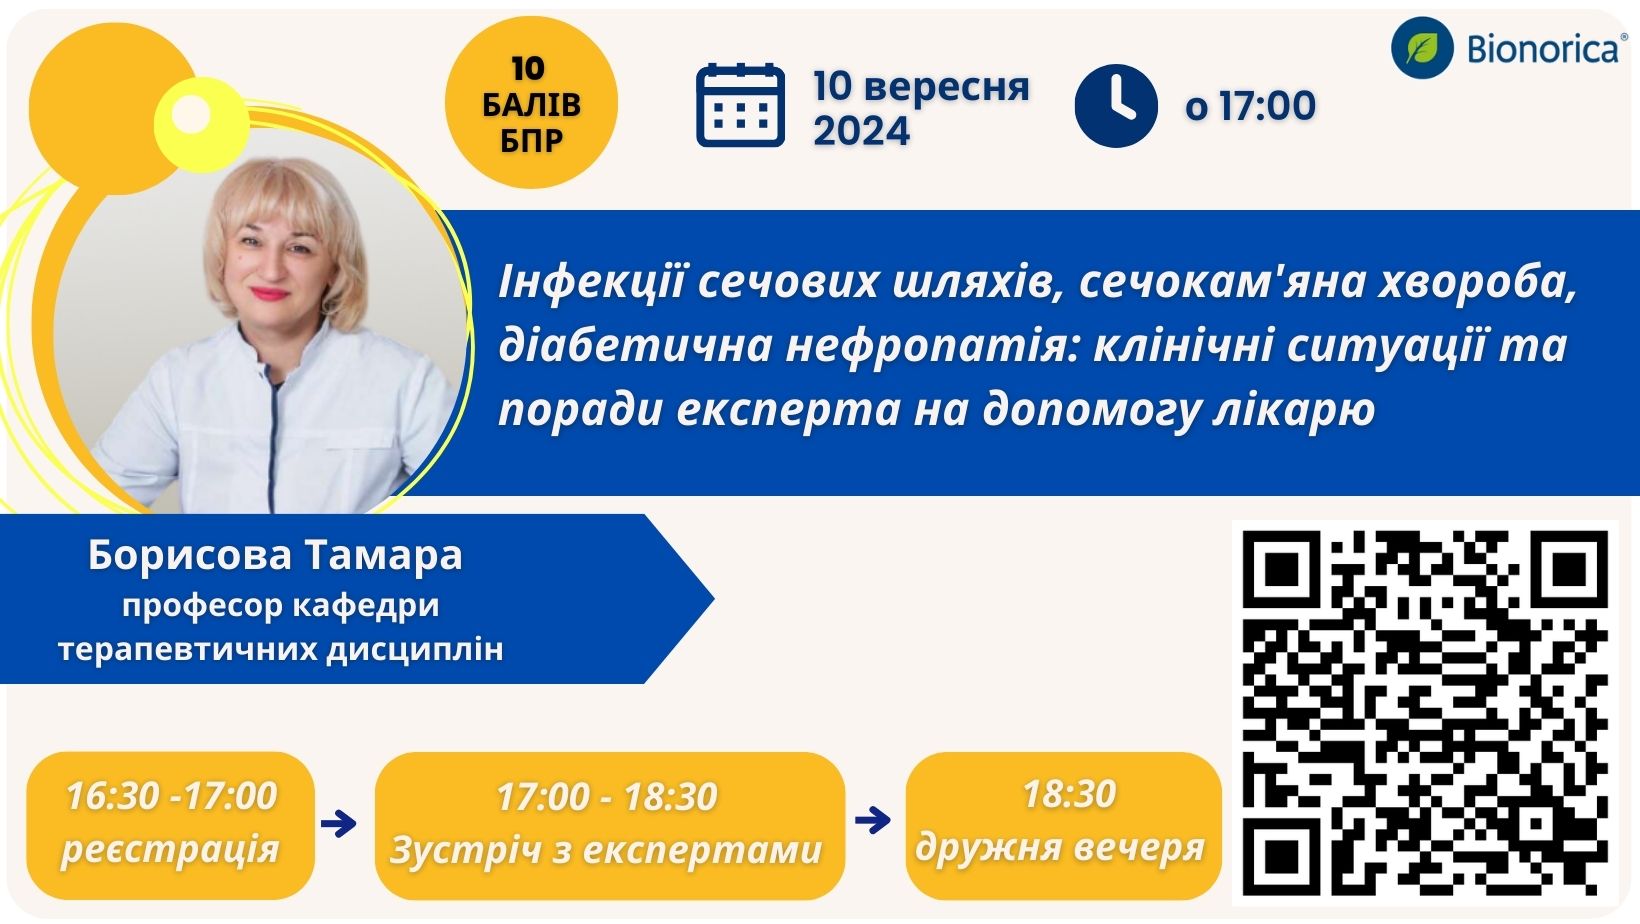 10
БАЛІВ
БПР
10 вересня
2024
о 17:00
Bionorica®
Інфекції сечових шляхів, сечокам'яна хвороба,
діабетична нефропатія: клінічні ситуації та
поради експерта на допомогу лікарю
Борисова Тамара
професор кафедри
терапевтичних дисциплін
16:30 -17:00
реєстрація
17:00 - 18:30
Зустріч з експертами
18:30
дружня вечеря